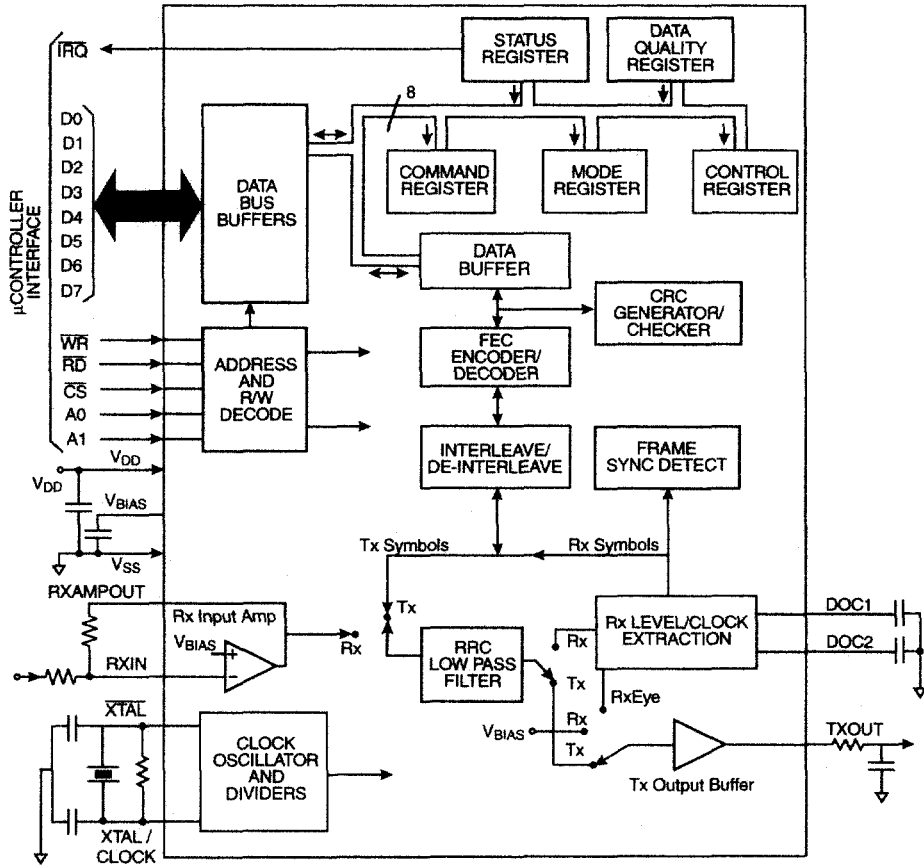 IRQ
STATUS
REGISTER
DATA
QUALITY
REGISTER
8
D0
D1
D2
D3
D4
D5
D6
D7
µCONTROLLER
INTERFACE
DATA
BUS
BUFFERS
COMMAND
REGISTER
MODE
REGISTER
CONTROL
REGISTER
DATA
BUFFER
CRC
GENERATOR/
CHECKER
WR
RD
CS
A0
A1
ADDRESS
AND
R/W
DECODE
FEC
ENCODER/
DECODER
INTERLEAVE/
DE-INTERLEAVE
FRAME
SYNC DETECT
VDD
VDD
VBIAS
VSS
Tx Symbols
Rx Symbols
RXAMPOUT
Rx Input Amp
VBIAS
+
−
RXIN
Rx
Tx
RRC
LOW PASS
FILTER
Rx
Tx
Rx LEVEL/CLOCK
EXTRACTION
DOC1
DOC2
RxEye
VBIAS
Rx
Tx
Tx Output Buffer
TXOUT
XTAL
CLOCK
OSCILLATOR
AND
DIVIDERS
XTAL /
CLOCK